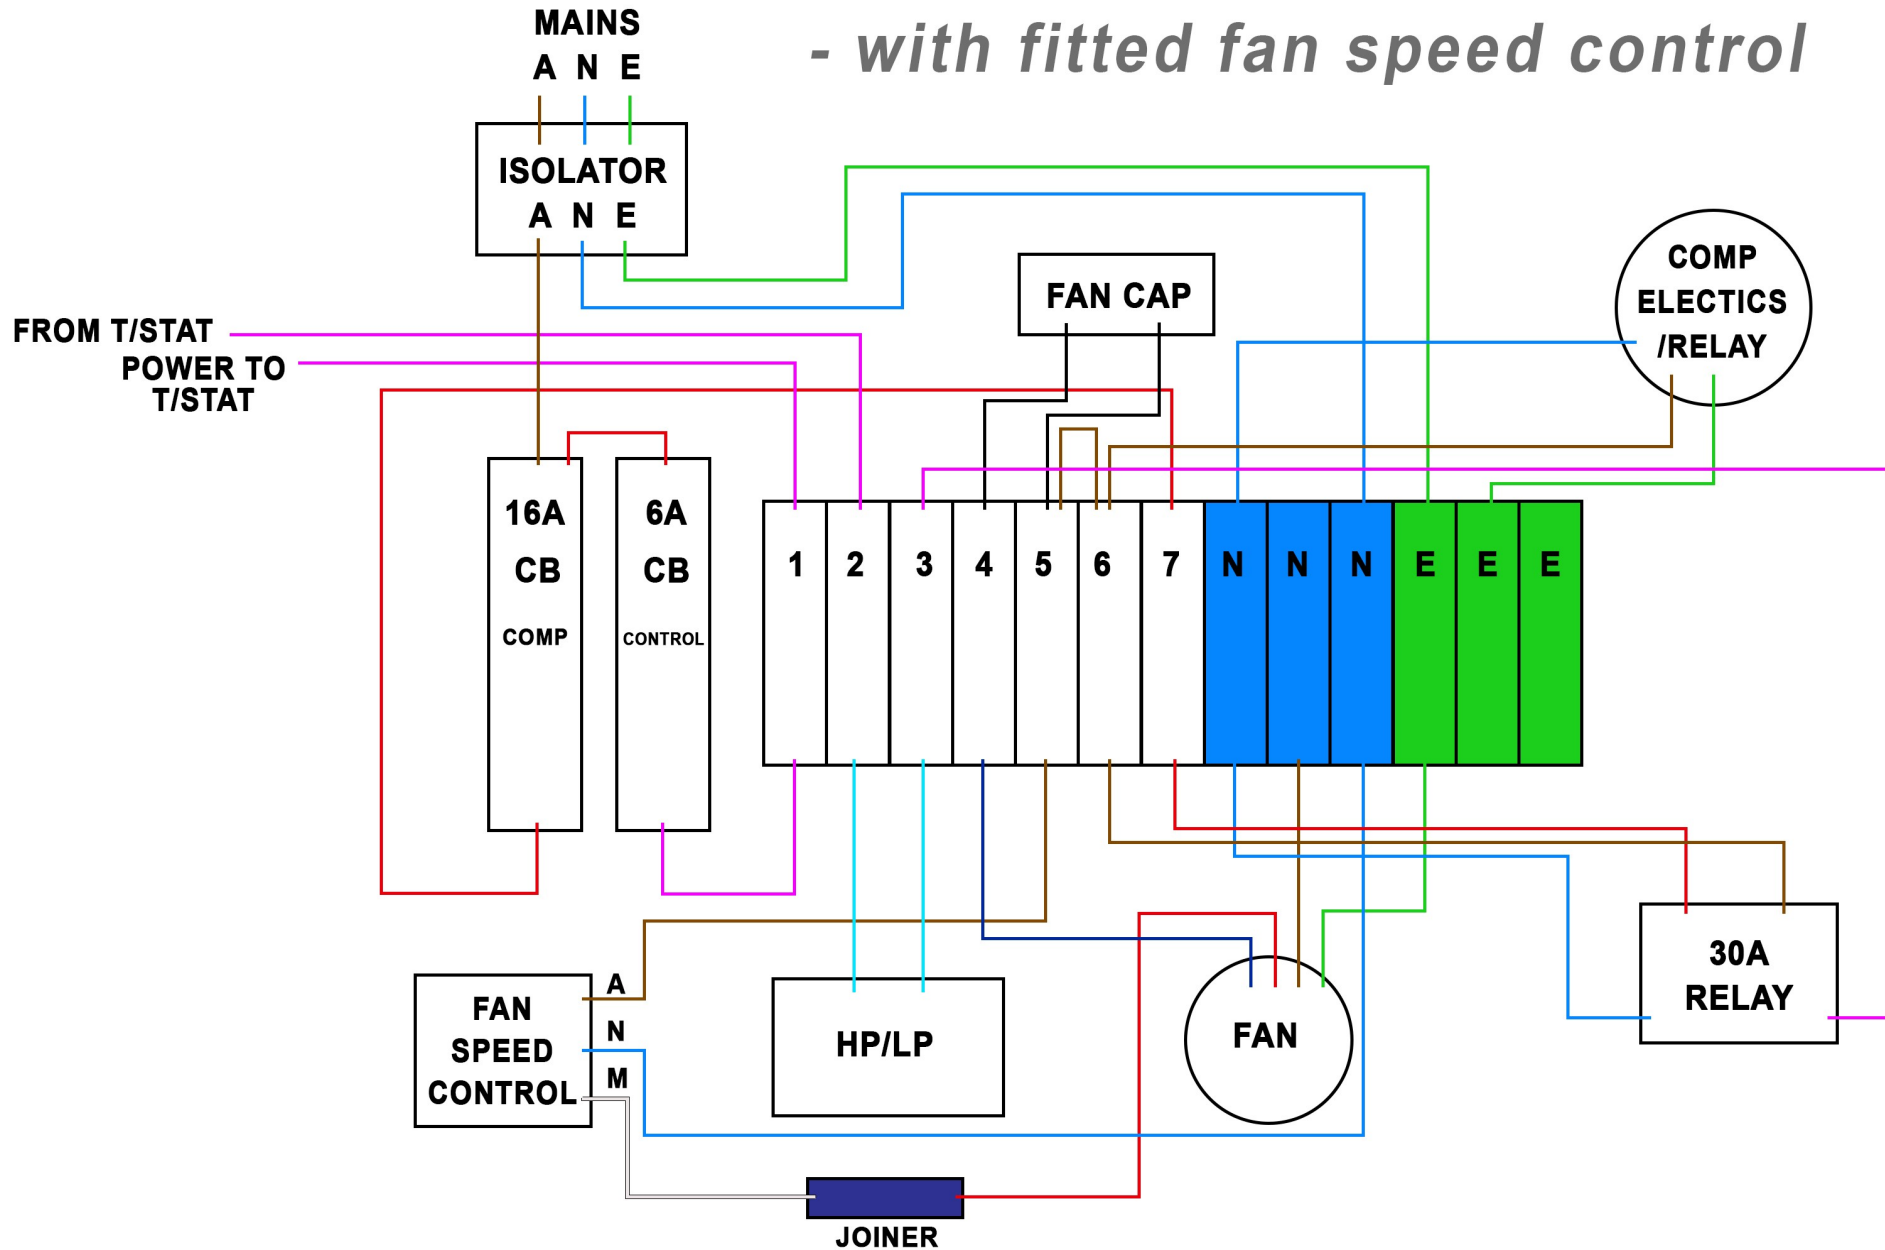 MAINS
A N E
- with fitted fan speed control
ISOLATOR
A N E
FROM T/STAT
POWER TO
T/STAT
FAN CAP
COMP
ELECTICS
/RELAY
16A
CB
COMP
6A
CB
CONTROL
1 2 3 4 5 6 7 N N N E E E
FAN
SPEED
CONTROL
A
N
M
HP/LP
FAN
30A
RELAY
JOINER